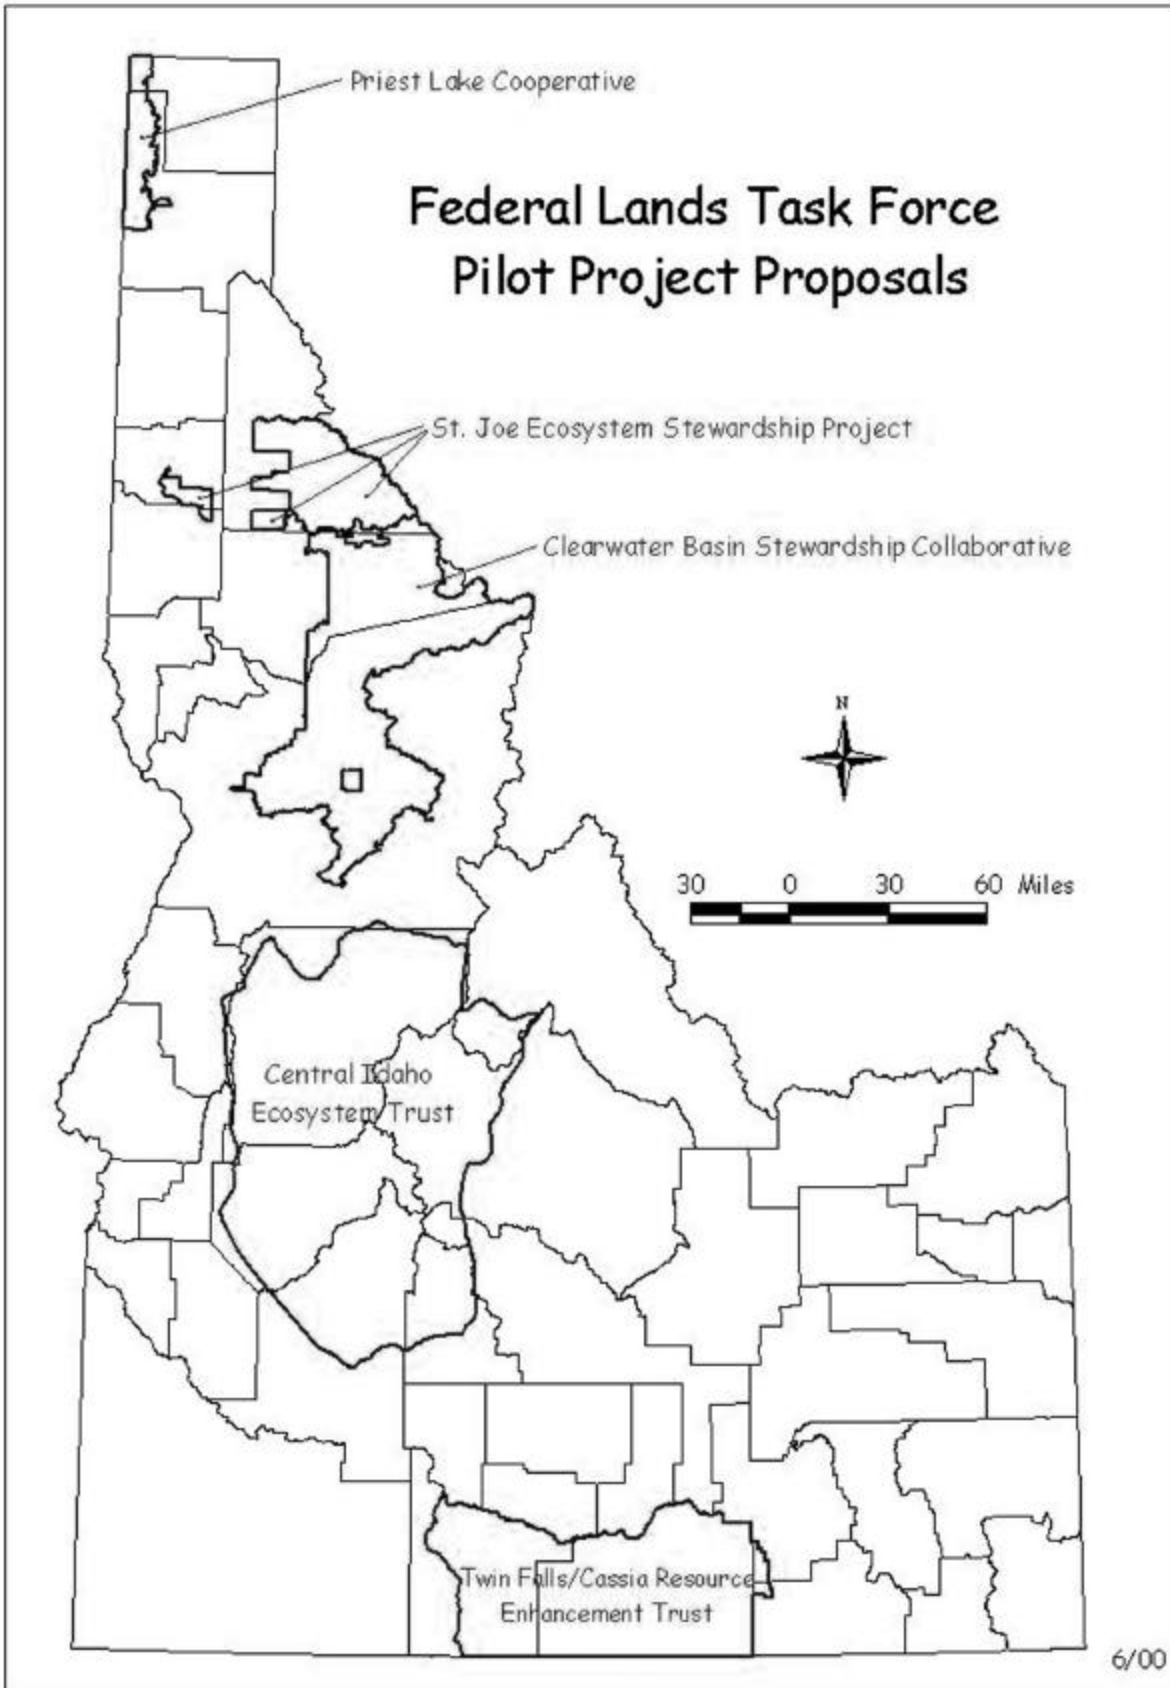 Priest Lake Cooperative
Federal Lands Task Force
Pilot Project Proposals
St. Joe Ecosystem Stewardship Project
Clearwater Basin Stewardship Collaborative
N
30 0 30 60 Miles
Central Idaho
Ecosystem Trust
Twin Falls/Cassia Resource
Enhancement Trust
6/00